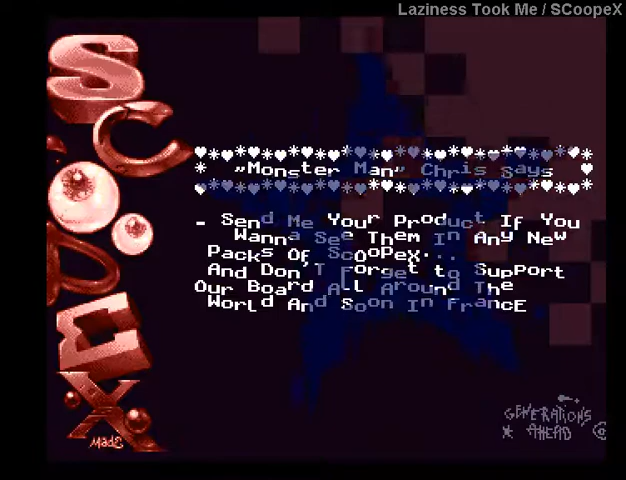 Laziness Took Me / SCoopeX
SCOOPEX
♥*♥*♥*♥*♥*♥*♥*♥*♥*♥*♥*♥*♥*♥*♥*
* „Monster Man„ Chris Says ♥
♥*♥*♥*♥*♥*♥*♥*♥*♥*♥*♥*♥*♥*♥*♥*
- Send Me Your Product If You
Wanna See Them In Any New
Packs Of ScOopeX...
And Don'T Forget to Support
Our Board All Around The
World And Soon In FrancE
GENERATIONS
AHEAD
Made